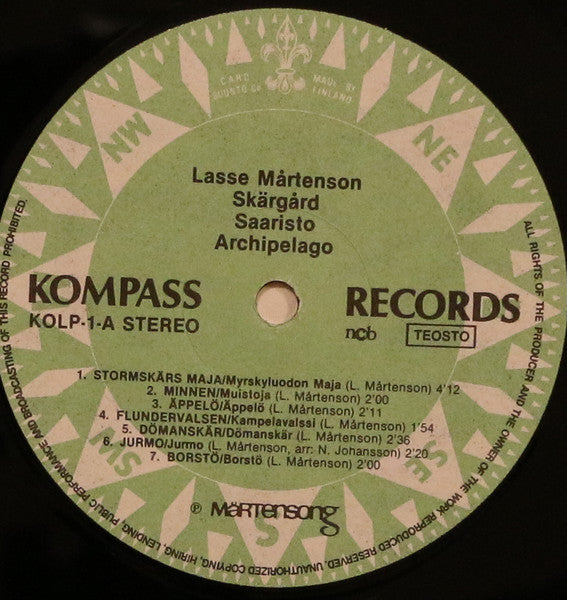 CARD MADE BY
DUUSTO OY FINLAND
NW
NE
Lasse Mårtenson
Skärgård
Saaristo
Archipelago
KOMPASS RECORDS
KOLP-1-A STEREO ncb TEOSTO
1. STORMSKÄRS MAJA/Myrskyluodon Maja (L. Mårtenson) 4'12
2. MINNEN/Muistoja (L. Mårtenson) 2'00
3. ÄPPELÖ/Äppelö (L. Mårtenson) 2'11
4. FLUNDERVALSEN/Kampelavalssi (L. Mårtenson) 1'54
5. DÖMANSKÄR/Dömanskär (L. Mårtenson) 2'36
6. JURMO/Jurmo (L. Mårtenson, arr. N. Johansson) 2'20
7. BORSTÖ/Borstö (L. Mårtenson) 2'00
SW
SE
S
℗ MÅRTENSONG
ALL RIGHTS OF THE PRODUCER AND THE OWNER OF THE WORK REPRODUCED RESERVED. UNAUTHORIZED COPYING, HIRING, LENDING, PUBLIC PERFORMANCE AND BROADCASTING OF THIS RECORD PROHIBITED.